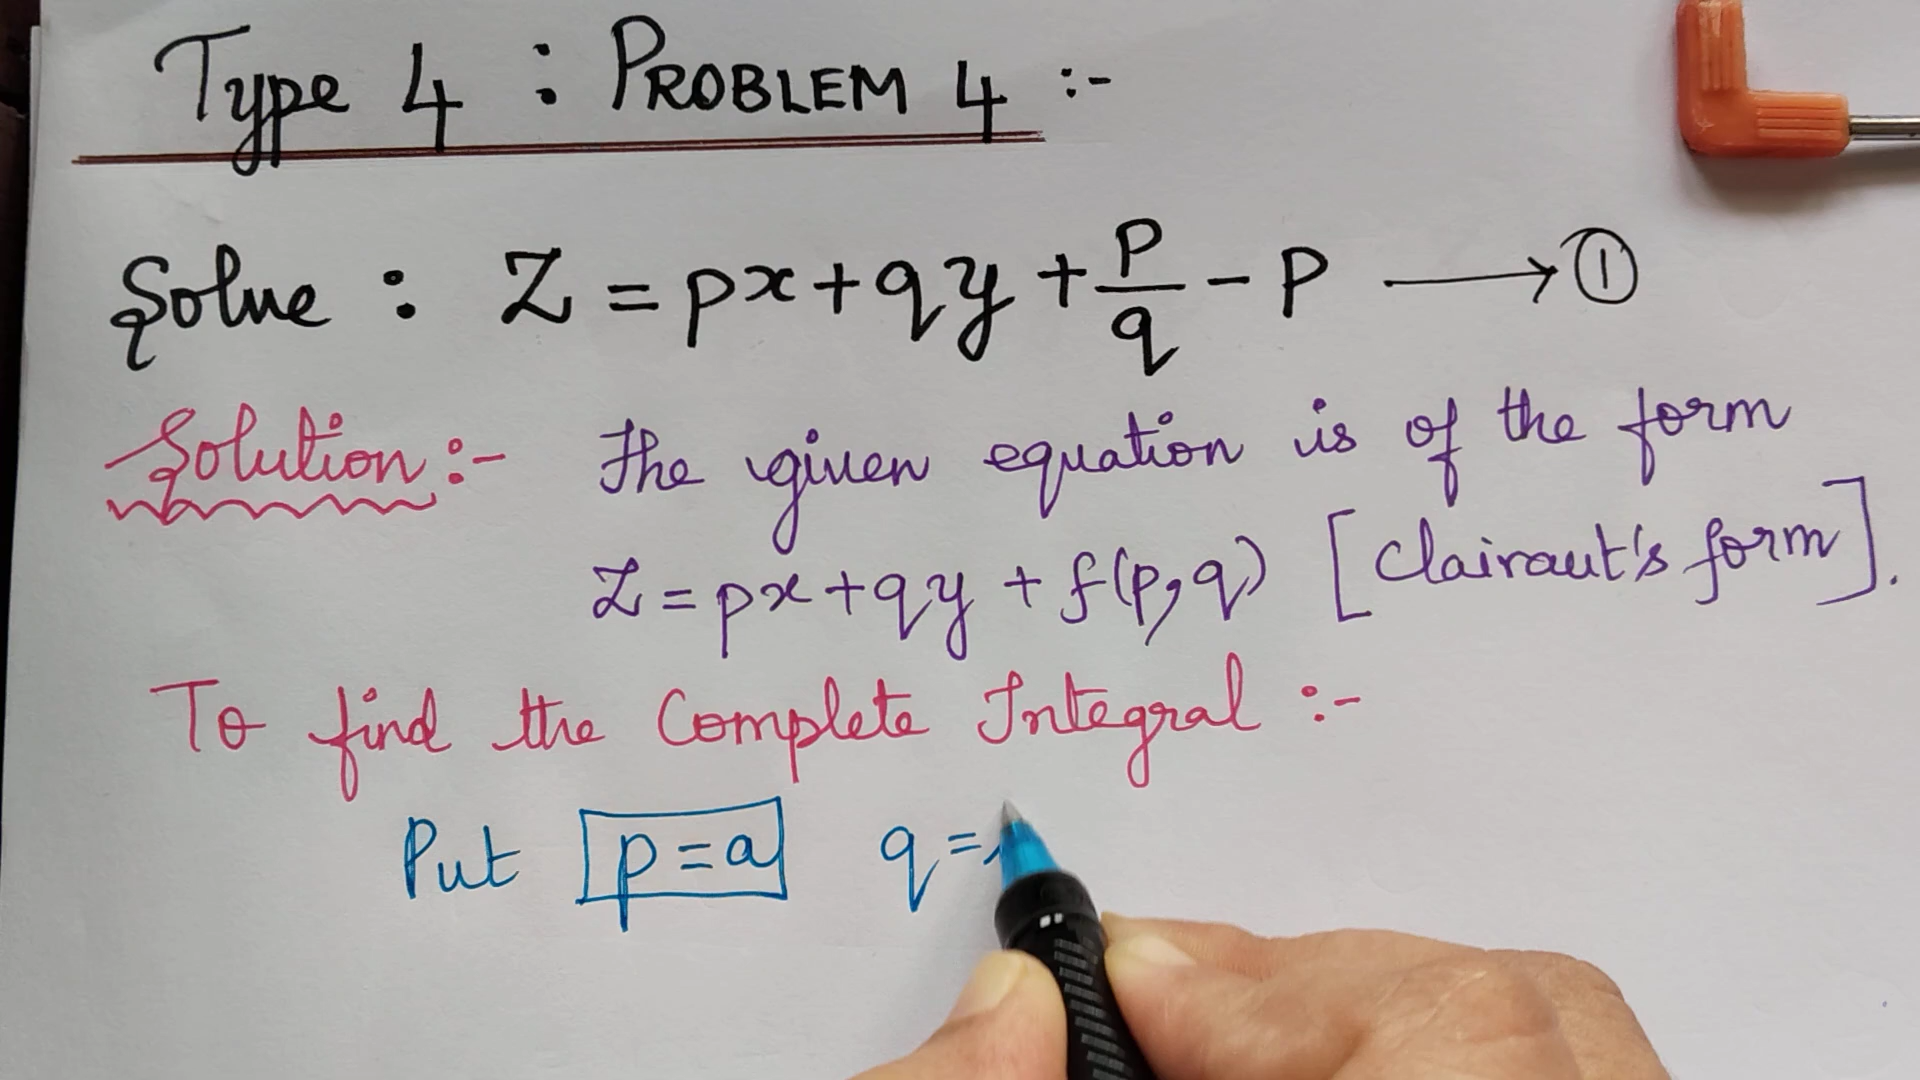 Type 4 : PROBLEM 4 :-
Solve : Z = px + qy + p/q - p → ①
Solution :- The given equation is of the form
Z = px + qy + f(p, q) [Clairaut's form].
To find the Complete Integral :-
Put p = a q =